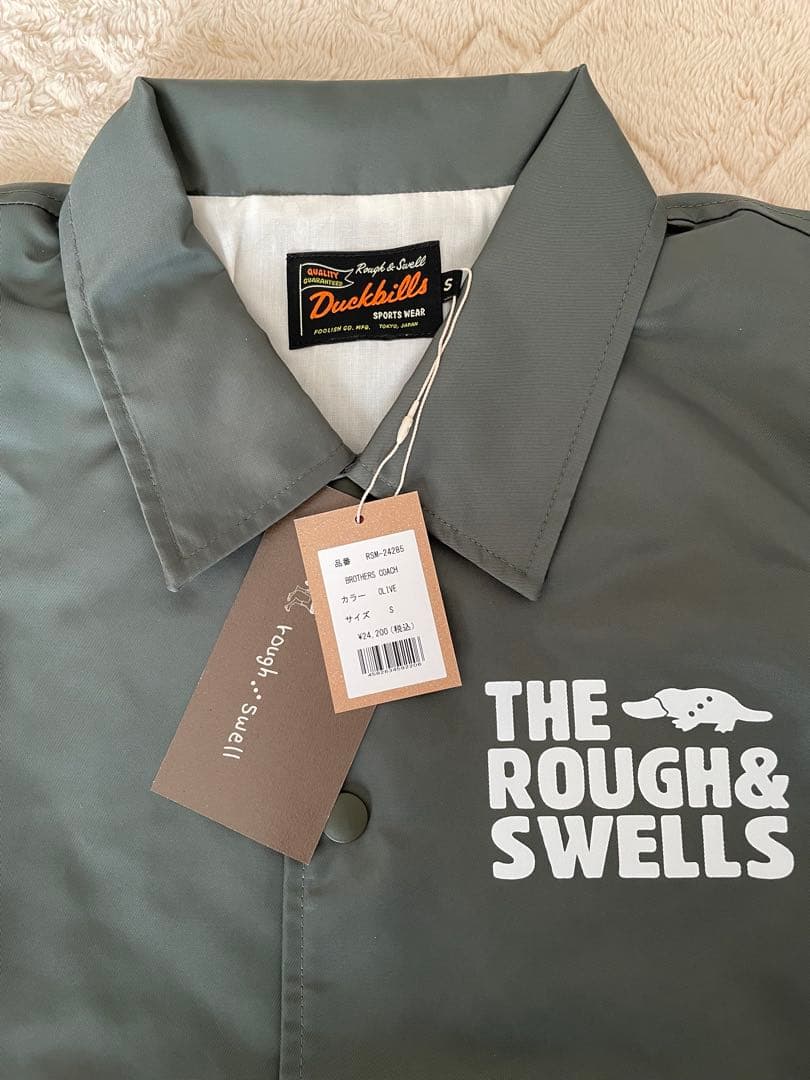 QUALITY
GUARANTEED
Rough & Swell
Duckbills
SPORTS WEAR
FOOLISH CO. MFG. TOKYO, JAPAN
S
品番 RSM-24285
BROTHERS COACH
カラー OLIVE
サイズ S
¥24,200(税込)
4582634592206
rough.:swell
THE
ROUGH&
SWELLS